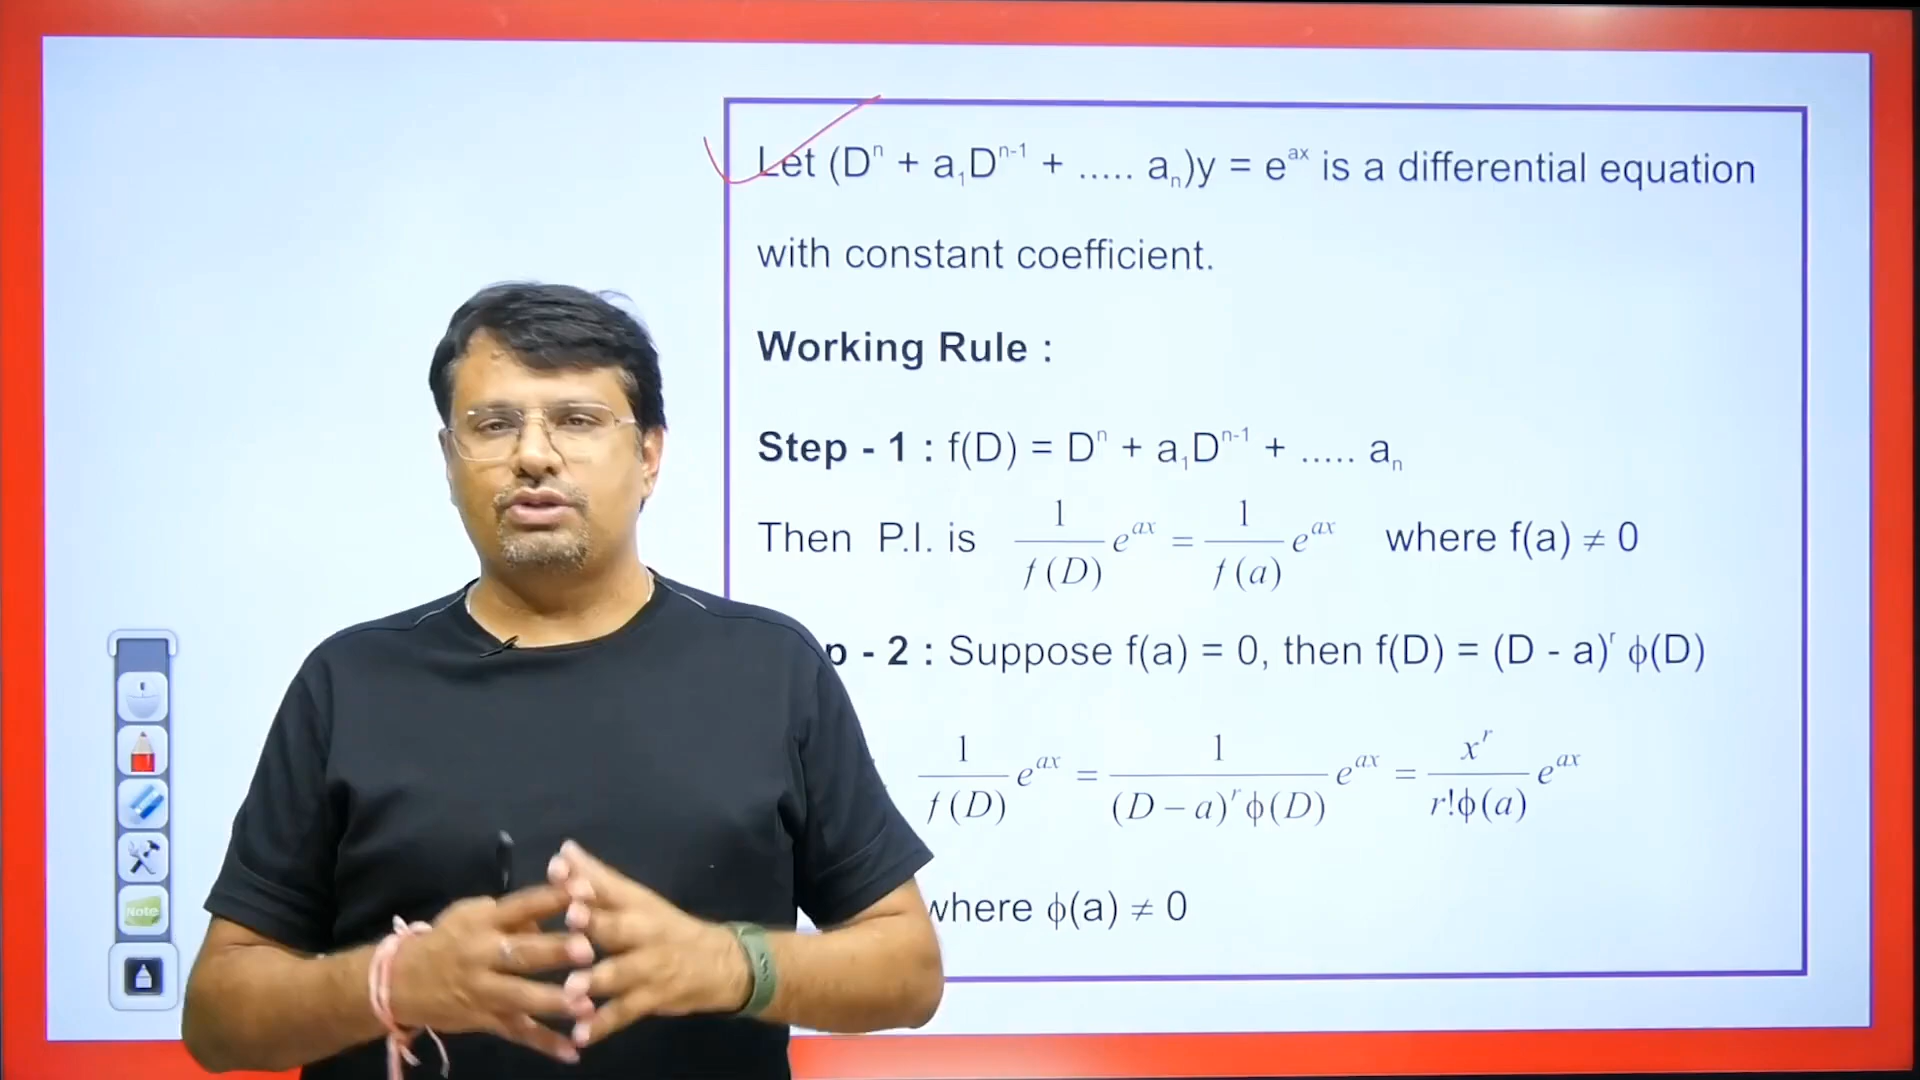 Let (Dⁿ + a₁Dⁿ⁻¹ + ..... aₙ)y = eᵃˣ is a differential equation
with constant coefficient.
Working Rule :
Step - 1 : f(D) = Dⁿ + a₁Dⁿ⁻¹ + ..... aₙ
Then P.I. is 1/f(D) eᵃˣ = 1/f(a) eᵃˣ where f(a) ≠ 0
- 2 : Suppose f(a) = 0, then f(D) = (D - a)ʳ ϕ(D)
1/f(D) eᵃˣ = 1/(D – a)ʳϕ(D) eᵃˣ = xʳ/r!ϕ(a) eᵃˣ
where ϕ(a) ≠ 0
Note